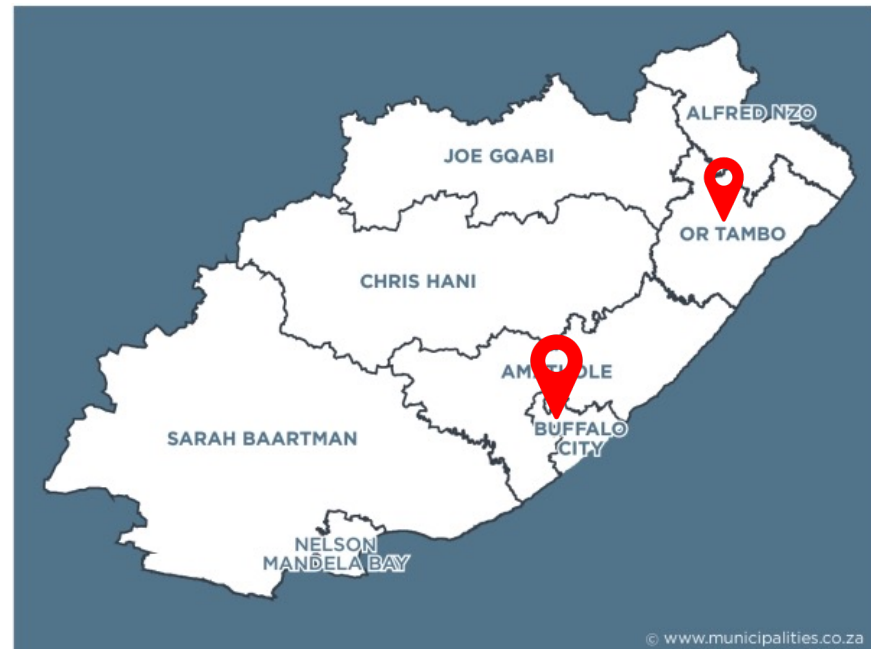 ALFRED NZO
JOE GQABI
OR TAMBO
CHRIS HANI
BUFFALO
CITY
SARAH BAARTMAN
NELSON
MANDELA BAY
© www.municipalities.co.za